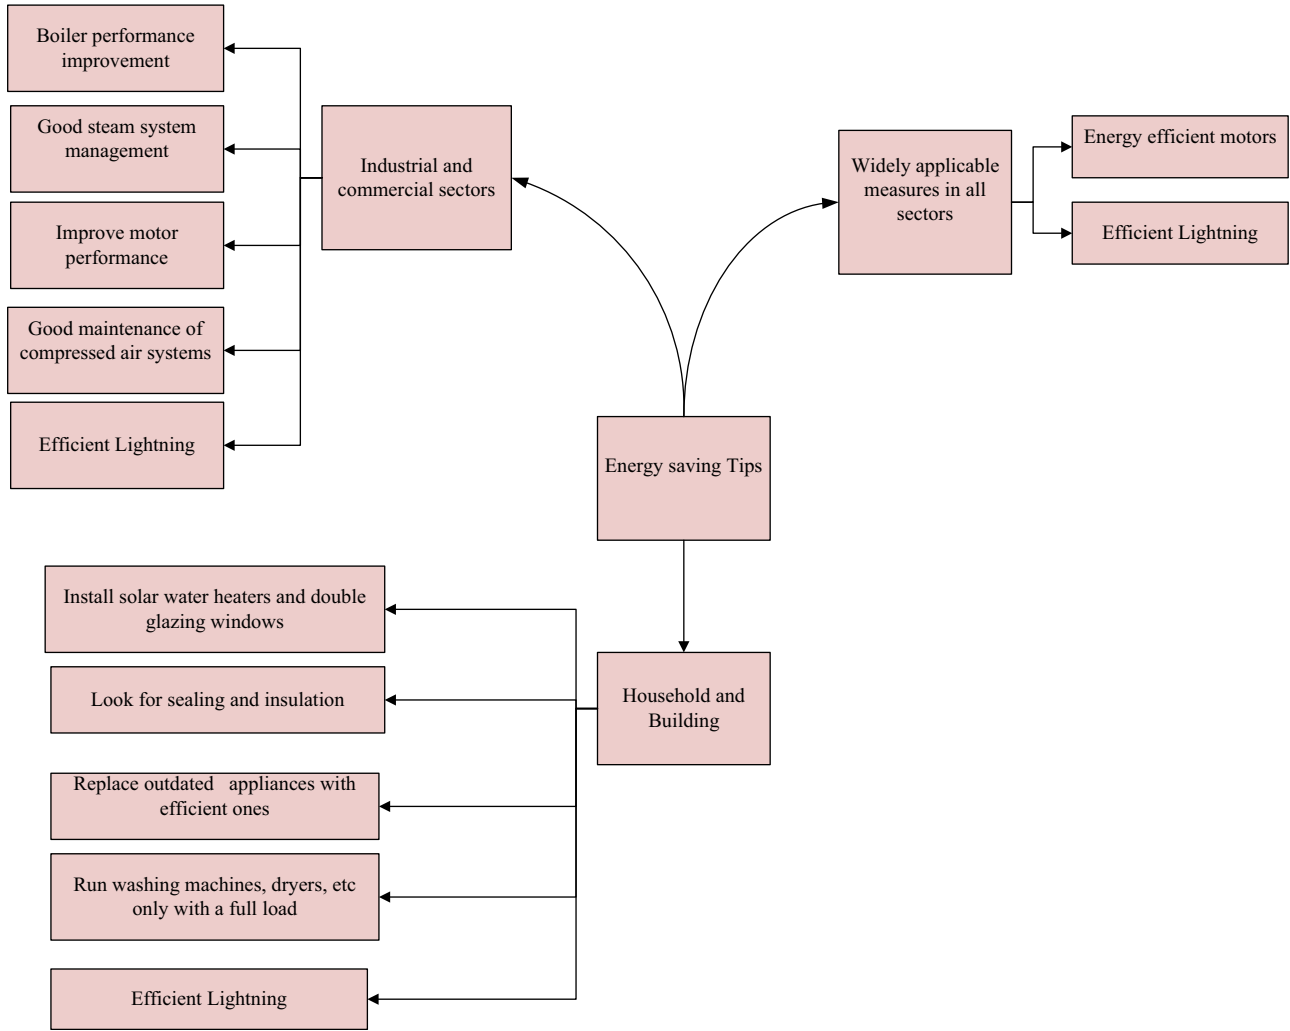 Boiler performance
improvement
Good steam system
management
Improve motor
performance
Good maintenance of
compressed air systems
Efficient Lightning
Industrial and
commercial sectors
Widely applicable
measures in all
sectors
Energy efficient motors
Efficient Lightning
Energy saving Tips
Household and
Building
Install solar water heaters and double
glazing windows
Look for sealing and insulation
Replace outdated appliances with
efficient ones
Run washing machines, dryers, etc
only with a full load
Efficient Lightning